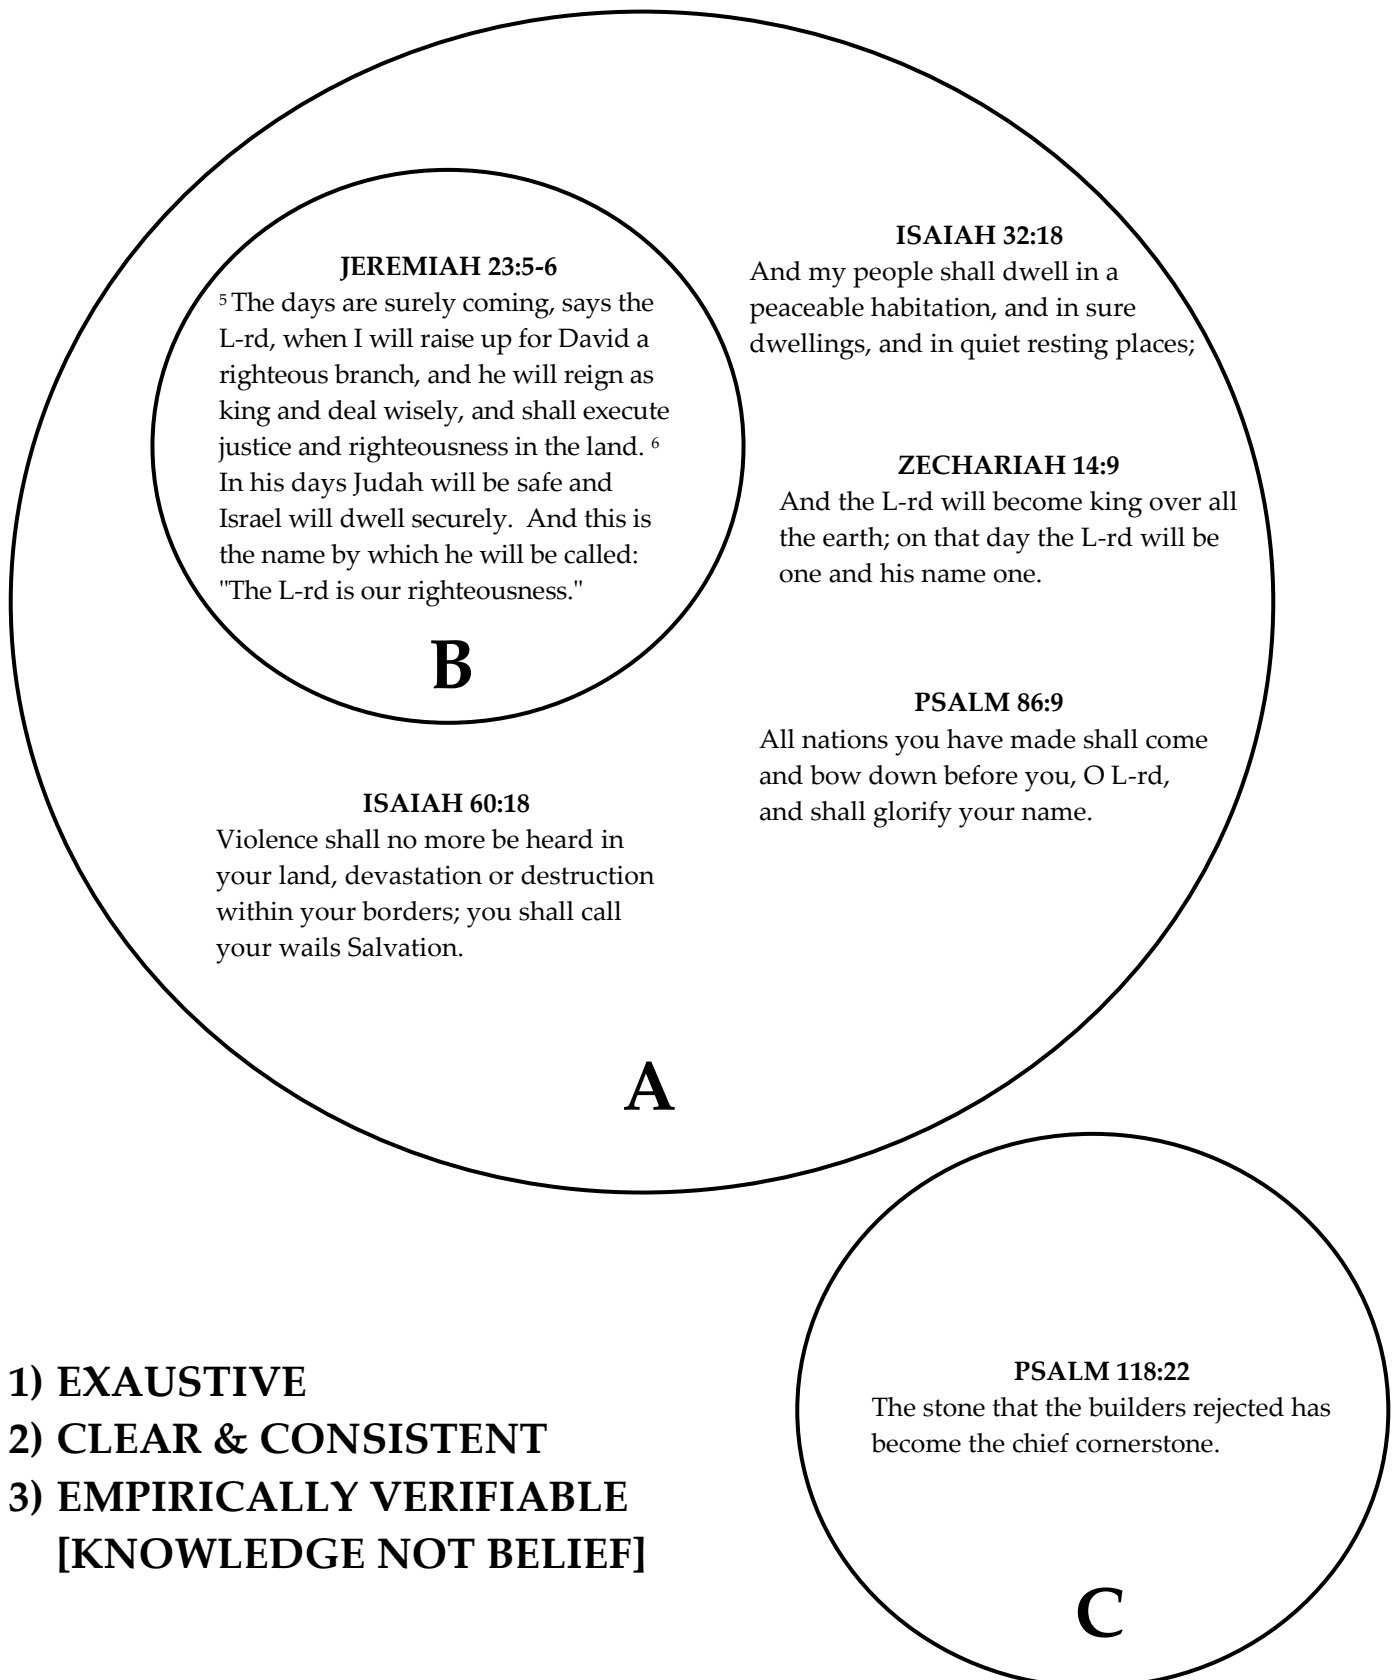 JEREMIAH 23:5-6
5 The days are surely coming, says the
L-rd, when I will raise up for David a
righteous branch, and he will reign as
king and deal wisely, and shall execute
justice and righteousness in the land. 6
In his days Judah will be safe and
Israel will dwell securely.  And this is
the name by which he will be called:
"The L-rd is our righteousness."
B
ISAIAH 32:18
And my people shall dwell in a
peaceable habitation, and in sure
dwellings, and in quiet resting places;
ZECHARIAH 14:9
And the L-rd will become king over all
the earth; on that day the L-rd will be
one and his name one.
PSALM 86:9
All nations you have made shall come
and bow down before you, O L-rd,
and shall glorify your name.
ISAIAH 60:18
Violence shall no more be heard in
your land, devastation or destruction
within your borders; you shall call
your wails Salvation.
A
1) EXAUSTIVE
2) CLEAR & CONSISTENT
3) EMPIRICALLY VERIFIABLE
[KNOWLEDGE NOT BELIEF]
PSALM 118:22
The stone that the builders rejected has
become the chief cornerstone.
C